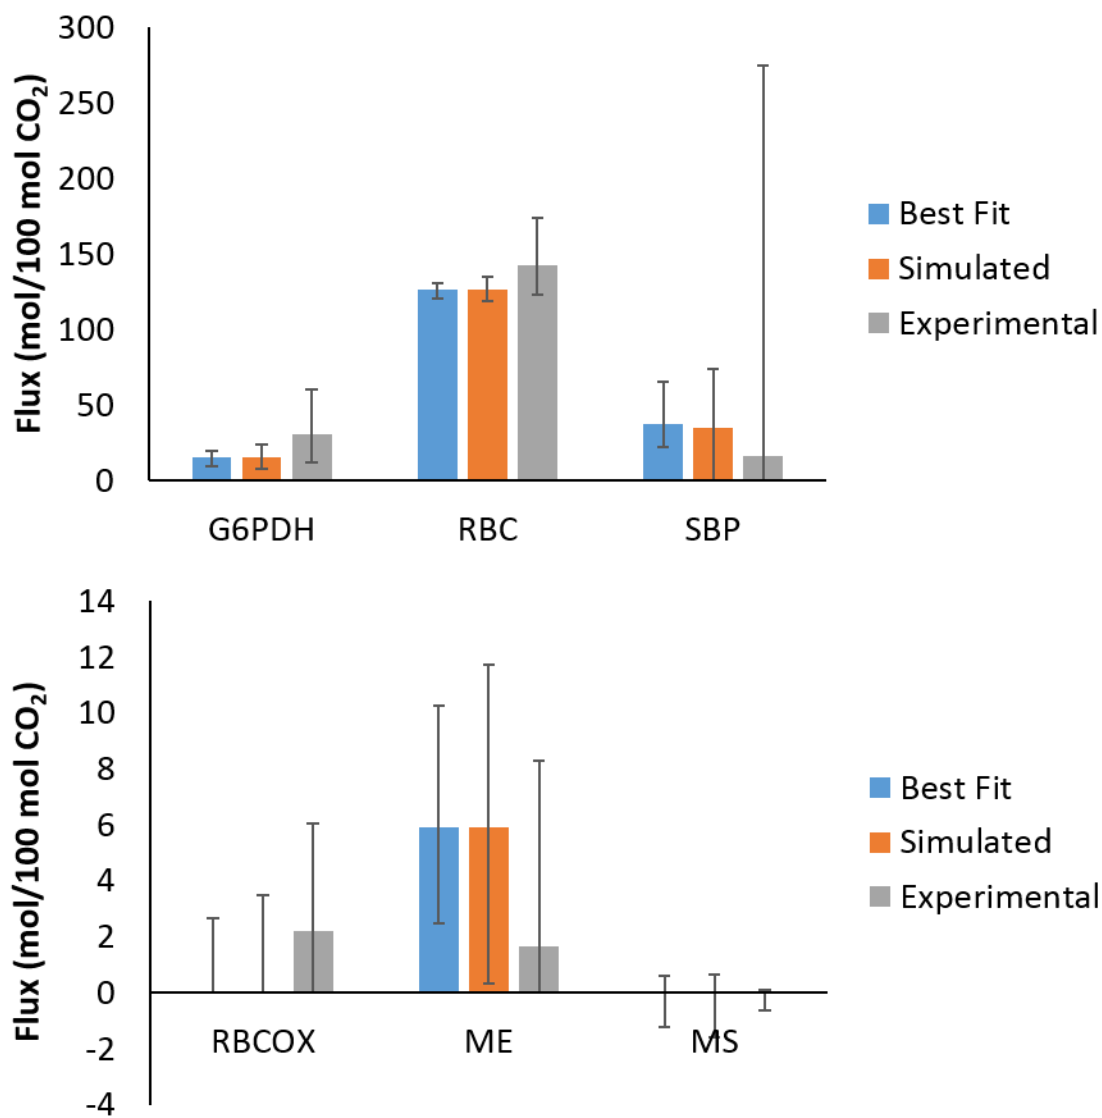 Flux (mol/100 mol CO₂)
300
250
200
150
100
50
0
G6PDH RBC SBP
Best Fit
Simulated
Experimental
Flux (mol/100 mol CO₂)
14
12
10
8
6
4
2
0
-2
-4
RBCOX ME MS
Best Fit
Simulated
Experimental